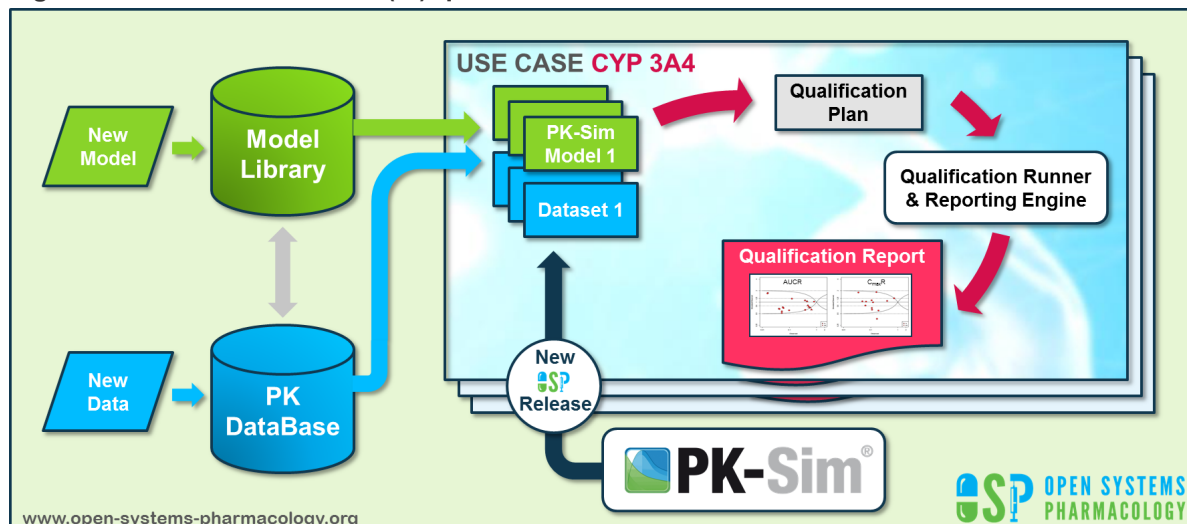 USE CASE CYP 3A4
New
Model
Model
Library
PK-Sim
Model 1
Dataset 1
Qualification
Plan
Qualification Runner
& Reporting Engine
Qualification Report
AUCR
CmaxR
New
Data
PK
DataBase
New
OSP
Release
PK-Sim®
OPEN SYSTEMS
PHARMACOLOGY
www.open-systems-pharmacology.org